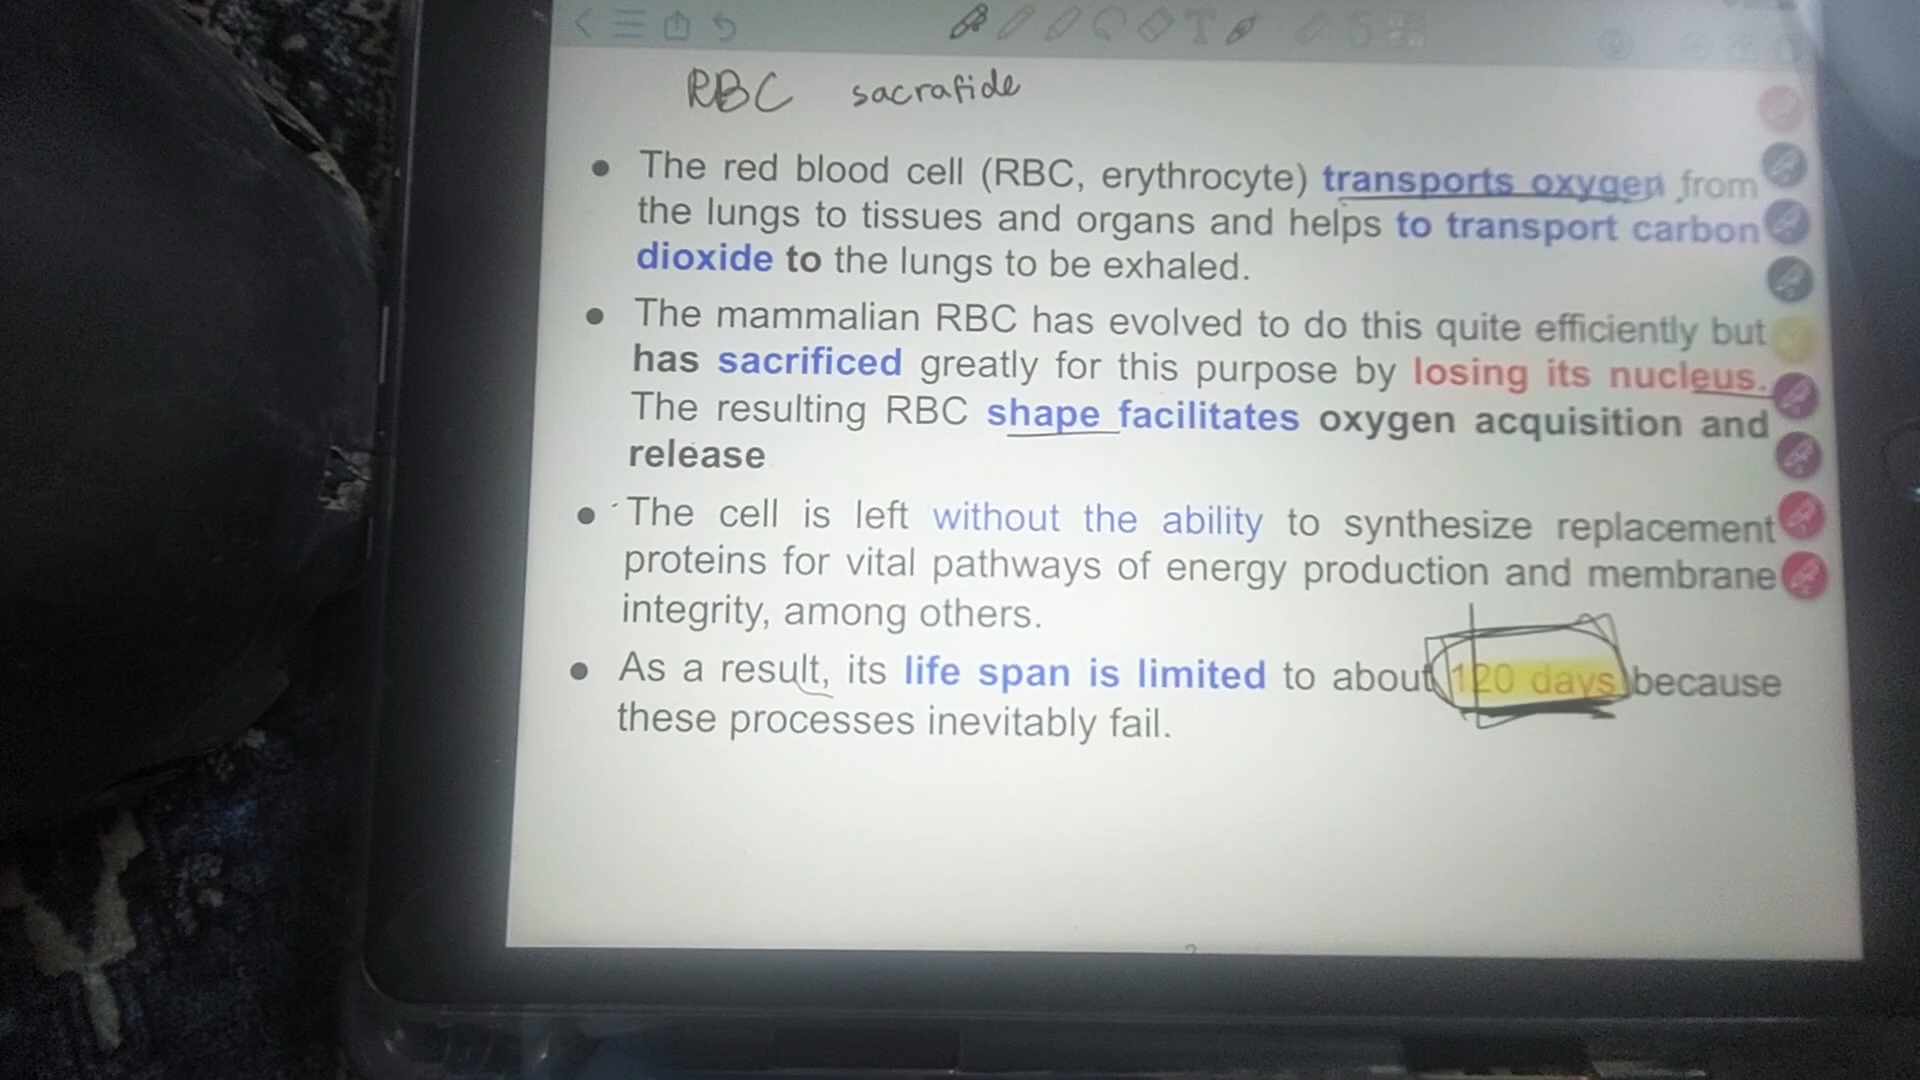 RBC sacrafide
• The red blood cell (RBC, erythrocyte) transports oxygen from
the lungs to tissues and organs and helps to transport carbon
dioxide to the lungs to be exhaled.
• The mammalian RBC has evolved to do this quite efficiently but
has sacrificed greatly for this purpose by losing its nucleus.
The resulting RBC shape facilitates oxygen acquisition and
release
• The cell is left without the ability to synthesize replacement
proteins for vital pathways of energy production and membrane
integrity, among others.
• As a result, its life span is limited to about 120 days because
these processes inevitably fail.